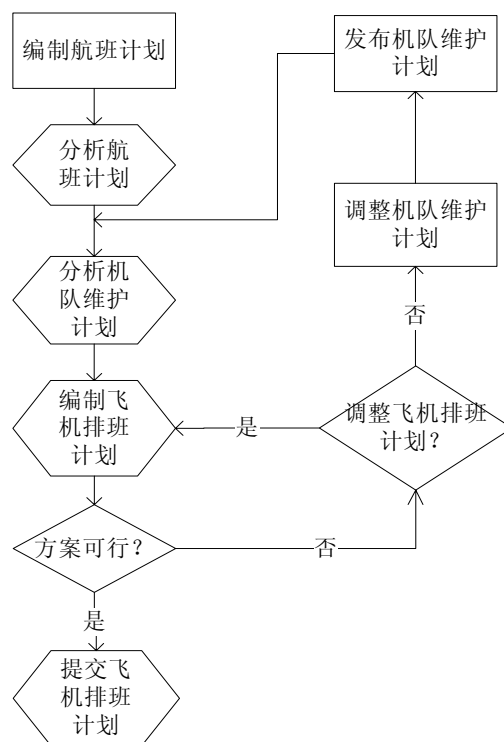 编制航班计划
发布机队维护
计划
分析航
班计划
调整机队维护
计划
分析机
队维护
计划
否
编制飞
机排班
计划
是
调整飞机排班
计划？
方案可行？
否
是
提交飞
机排班
计划